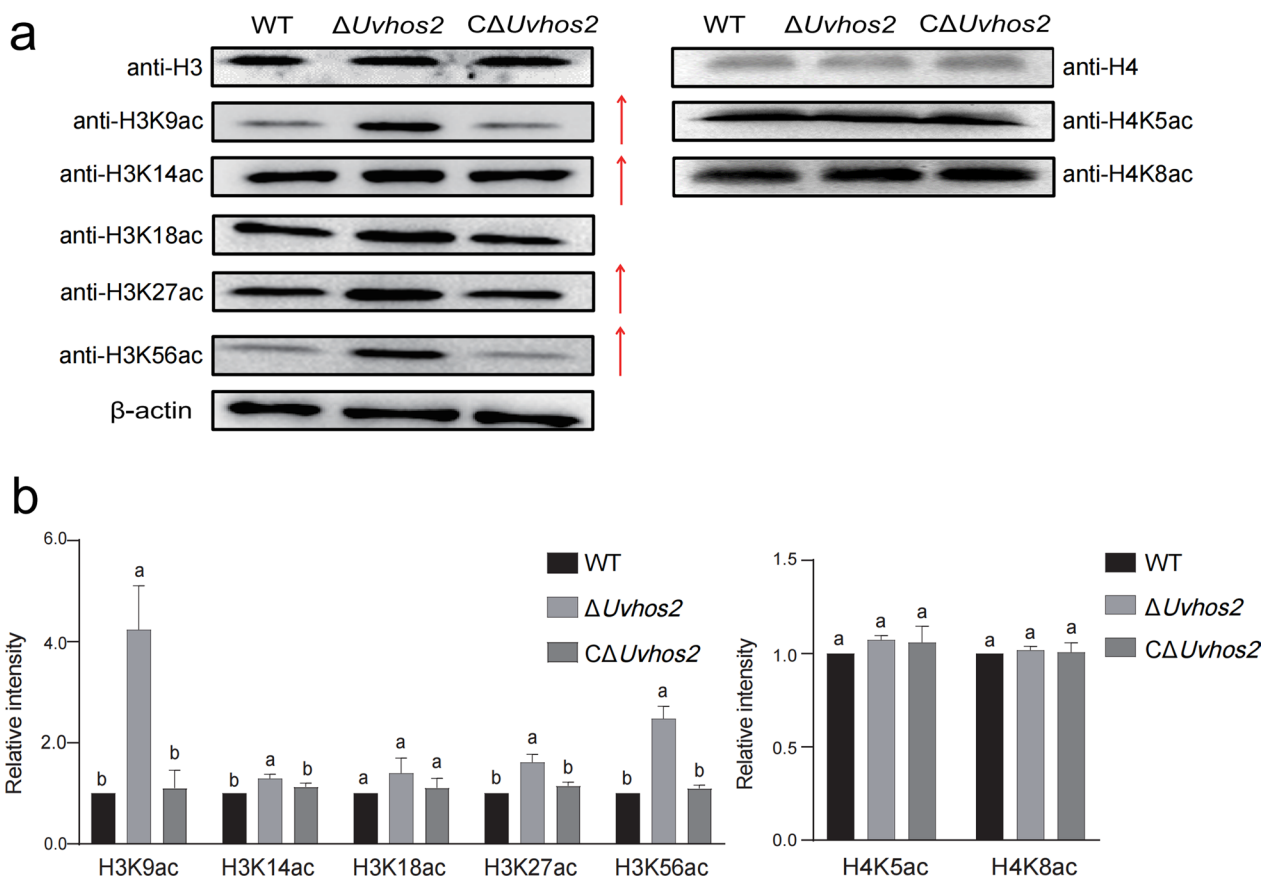 a
WT ΔUvhos2 CΔUvhos2
anti-H3
anti-H3K9ac
anti-H3K14ac
anti-H3K18ac
anti-H3K27ac
anti-H3K56ac
β-actin
WT ΔUvhos2 CΔUvhos2
anti-H4
anti-H4K5ac
anti-H4K8ac
b
Relative intensity
6.0
4.0
2.0
0.0
WT
ΔUvhos2
CΔUvhos2
b a b b a b a a a b a b b a b
H3K9ac H3K14ac H3K18ac H3K27ac H3K56ac
Relative intensity
1.5
1.0
0.5
0.0
WT
ΔUvhos2
CΔUvhos2
a a a a a a
H4K5ac H4K8ac